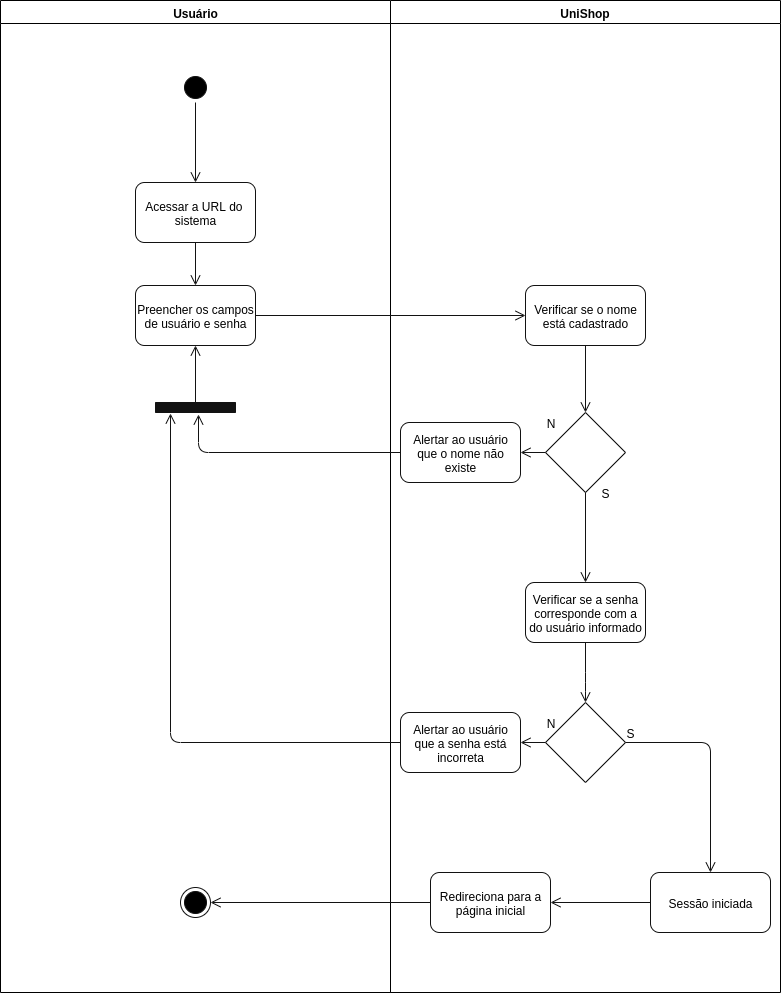 Usuário
UniShop
Acessar a URL do
sistema
Preencher os campos
de usuário e senha
Verificar se o nome
está cadastrado
N
Alertar ao usuário
que o nome não
existe
S
Verificar se a senha
corresponde com a
do usuário informado
N
S
Alertar ao usuário
que a senha está
incorreta
Redireciona para a
página inicial
Sessão iniciada